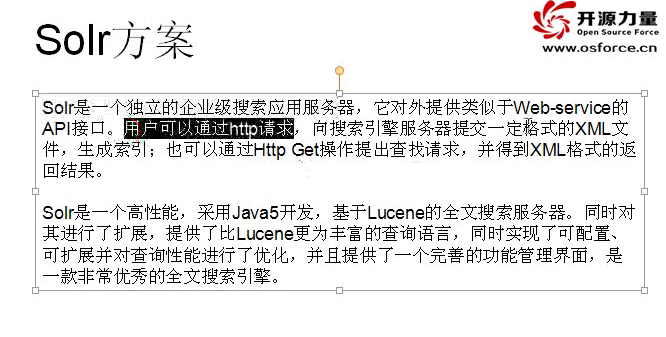 Solr方案
开源力量
Open Source Force
www.osforce.cn
Solr是一个独立的企业级搜索应用服务器，它对外提供类似于Web-service的
API接口。用户可以通过http请求，向搜索引擎服务器提交一定格式的XML文
件，生成索引；也可以通过Http Get操作提出查找请求，并得到XML格式的返
回结果。
Solr是一个高性能，采用Java5开发，基于Lucene的全文搜索服务器。同时对
其进行了扩展，提供了比Lucene更为丰富的查询语言，同时实现了可配置、
可扩展并对查询性能进行了优化，并且提供了一个完善的功能管理界面，是
一款非常优秀的全文搜索引擎。